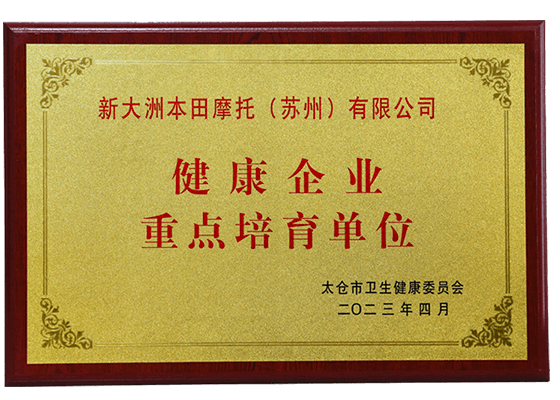 新大洲本田摩托（苏州）有限公司
健康企业
重点培育单位
太仓市卫生健康委员会
二〇二三年四月